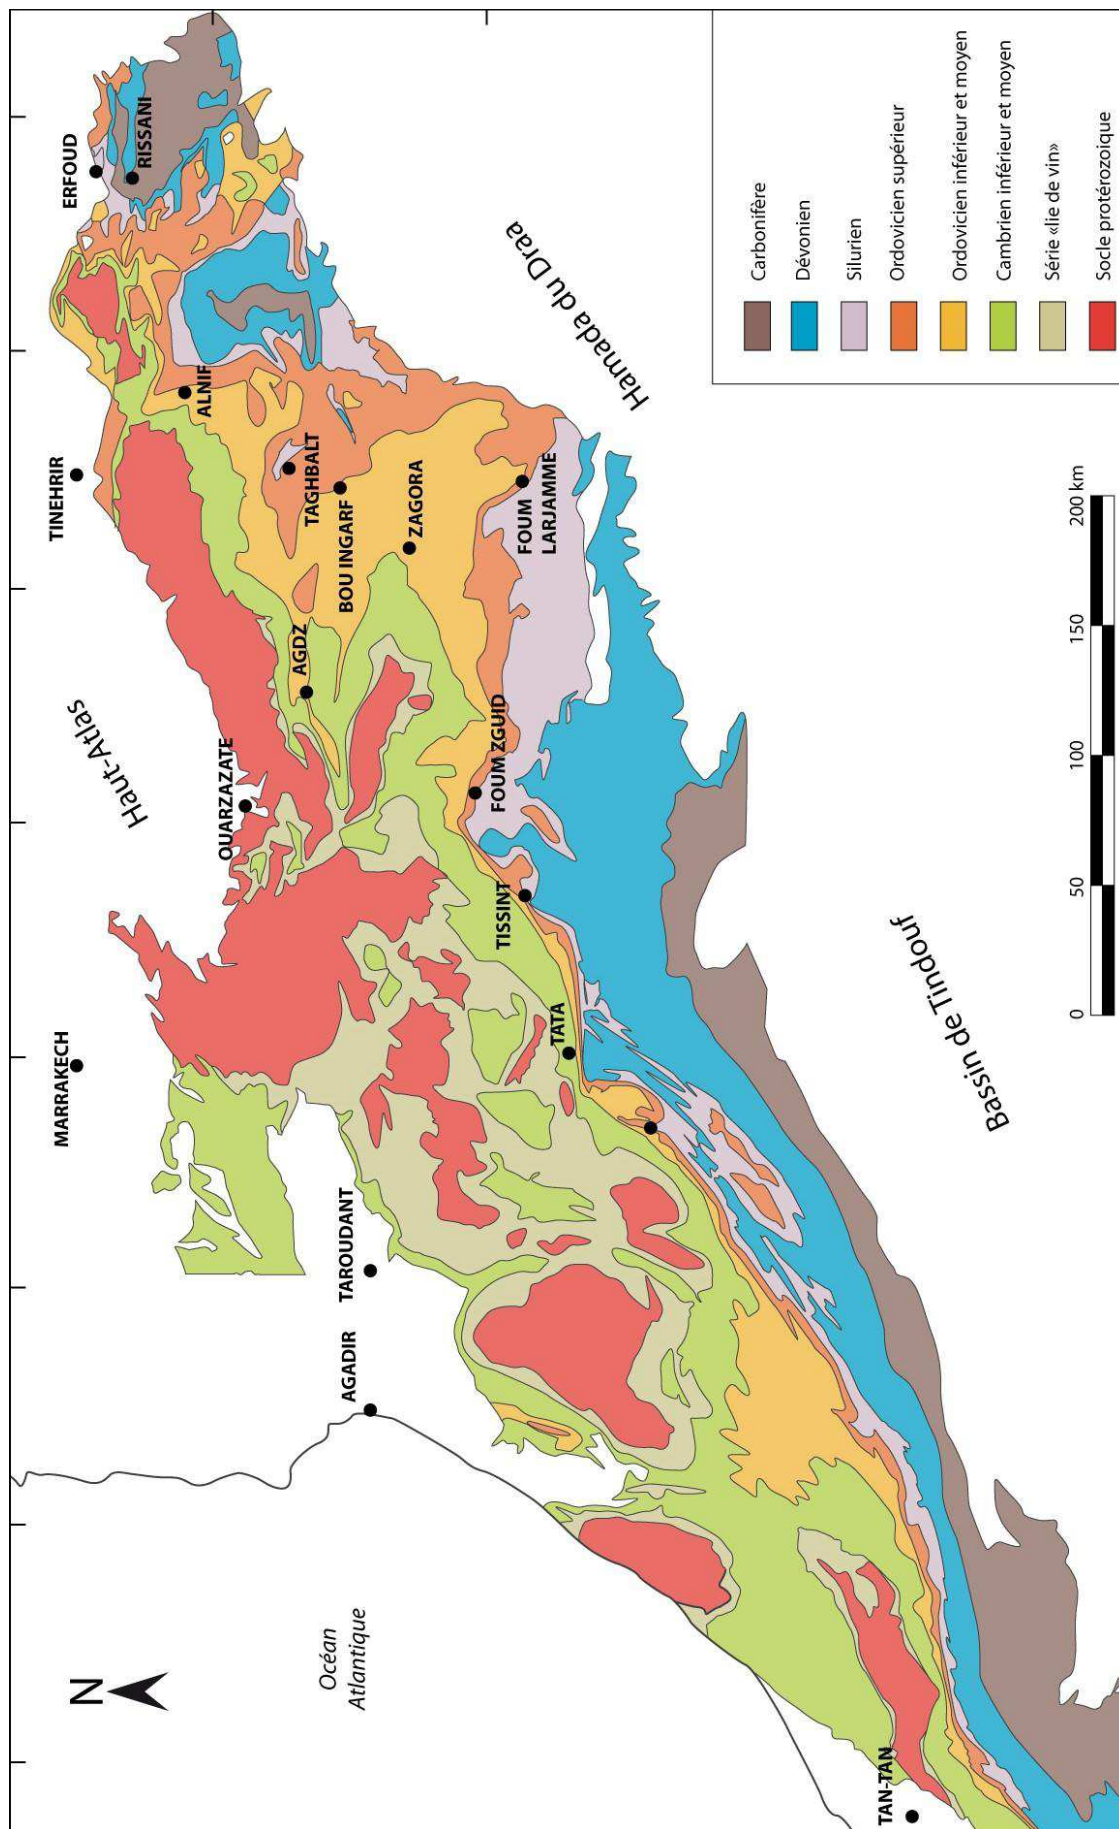 N
Océan
Atlantique
TAN-TAN
AGADIR
TAROUDANT
MARRAKECH
Haut-Atlas
OUARZAZATE
TINEHRIR
ERFOUD
RISSANI
ALNIF
TAGHBALT
BOU INGARF
AGDZ
ZAGORA
FOUM
LARJAMME
FOUM ZGUID
TISSINT
TATA
Hamada du Draa
Bassin de Tindouf
0
50
100
150
200 km
Carbonifère
Dévonien
Silurien
Ordovicien supérieur
Ordovicien inférieur et moyen
Cambrien inférieur et moyen
Série «lie de vin»
Socle protérozoique